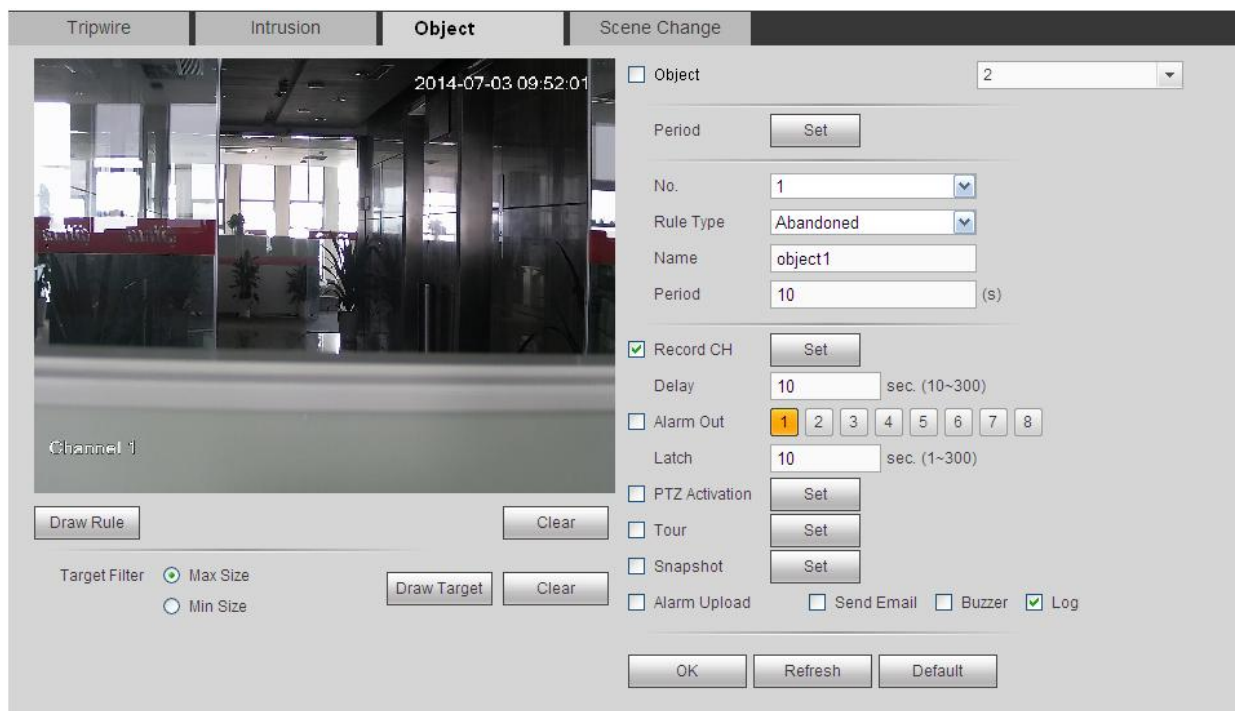 Tripwire Intrusion Object Scene Change
2014-07-03 09:52:01
Channel 1
Draw Rule Clear
Target Filter Max Size
Min Size
Draw Target Clear
Object 2
Period Set
No. 1
Rule Type Abandoned
Name object1
Period 10 (s)
Record CH Set
Delay 10 sec. (10~300)
Alarm Out 1 2 3 4 5 6 7 8
Latch 10 sec. (1~300)
PTZ Activation Set
Tour Set
Snapshot Set
Alarm Upload Send Email Buzzer Log
OK Refresh Default